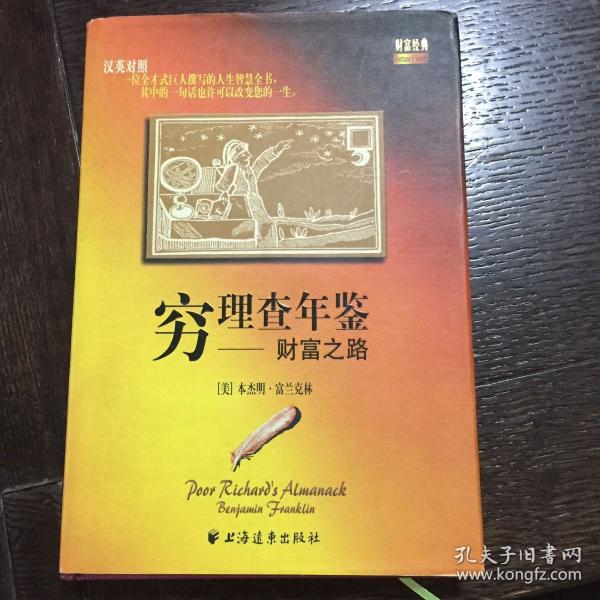 财富经典
Fortune Classic
汉英对照
一位全才式巨人撰写的人生智慧全书，
其中的一句话也许可以改变您的一生。
穷理查年鉴
——财富之路
[美] 本杰明·富兰克林
Poor Richard's Almanack
Benjamin Franklin
上海远东出版社
孔夫子旧书网
www.kongfz.com